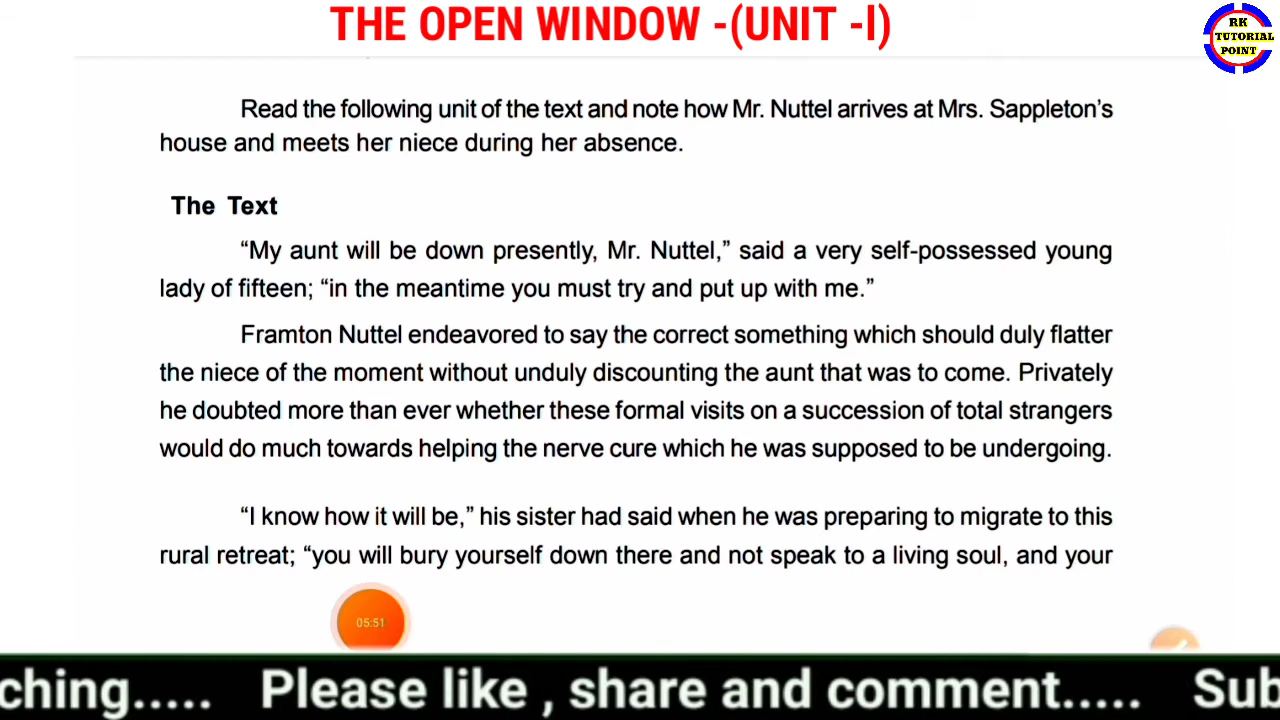 THE OPEN WINDOW -(UNIT -I)
RK
TUTORIAL
POINT
Read the following unit of the text and note how Mr. Nuttel arrives at Mrs. Sappleton’s
house and meets her niece during her absence.
The Text
“My aunt will be down presently, Mr. Nuttel,” said a very self-possessed young
lady of fifteen; “in the meantime you must try and put up with me.”
Framton Nuttel endeavored to say the correct something which should duly flatter
the niece of the moment without unduly discounting the aunt that was to come. Privately
he doubted more than ever whether these formal visits on a succession of total strangers
would do much towards helping the nerve cure which he was supposed to be undergoing.
“I know how it will be,” his sister had said when he was preparing to migrate to this
rural retreat; “you will bury yourself down there and not speak to a living soul, and your
05:51
ching..... Please like , share and comment..... Sub